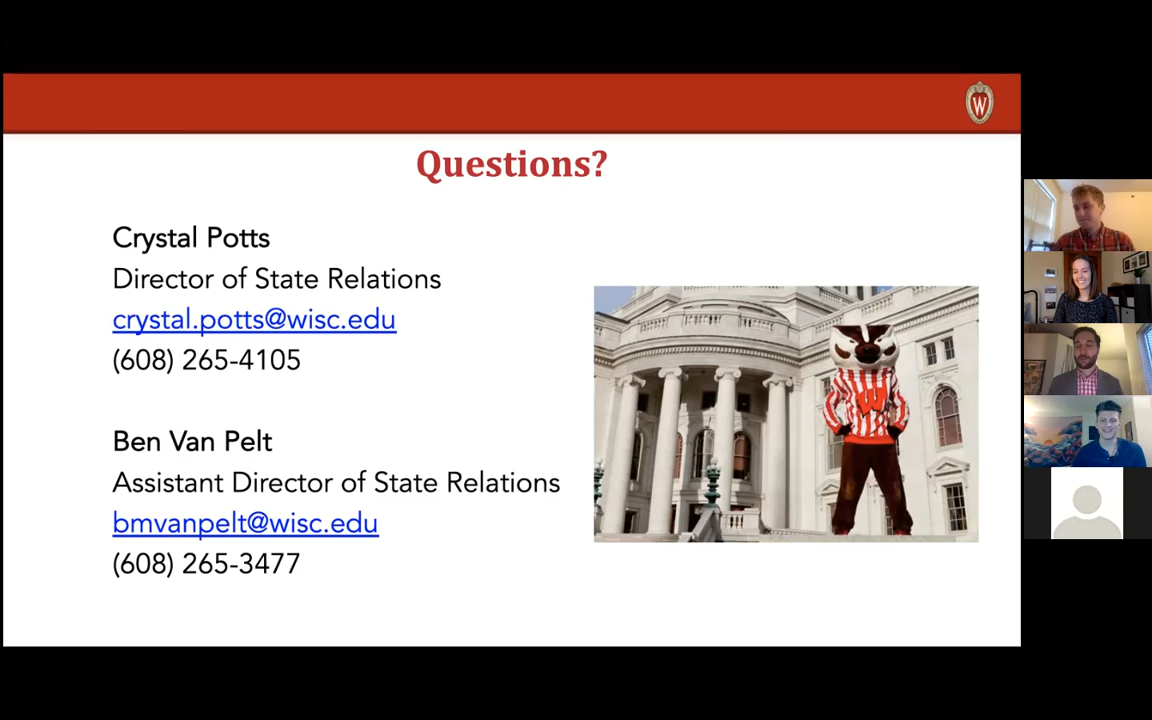 W
Questions?
Crystal Potts
Director of State Relations
crystal.potts@wisc.edu
(608) 265-4105
Ben Van Pelt
Assistant Director of State Relations
bmvanpelt@wisc.edu
(608) 265-3477
W